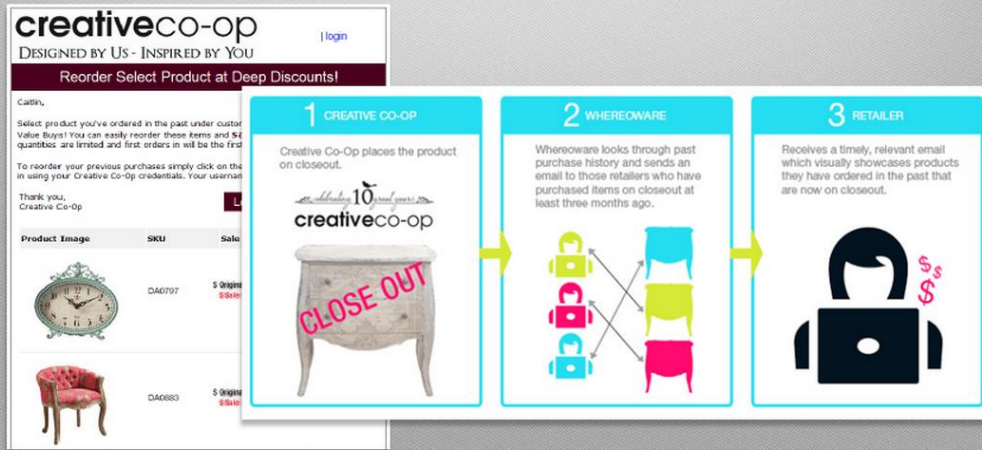 creativeco-op
DESIGNED BY US - INSPIRED BY YOU
| login
Reorder Select Product at Deep Discounts!
Caitlin,
Select product you've ordered in the past under
Value Buys! You can easily reorder these items and
quantities are limited and first orders in will be the
To reorder your previous purchases simply click on the
in using your Creative Co-Op credentials. Your
Thank you,
Creative Co-Op
Product Image SKU Sale
DA0797
DA0883
1 CREATIVE CO-OP
Creative Co-Op places the product
on closeout.
celebrating 10 great years
creativeco-op
CLOSE OUT
2 WHEREOWARE
Whereoware looks through past
purchase history and sends an
email to those retailers who have
purchased items on closeout at
least three months ago.
3 RETAILER
Receives a timely, relevant email
which visually showcases products
they have ordered in the past that
are now on closeout.
$
$
$